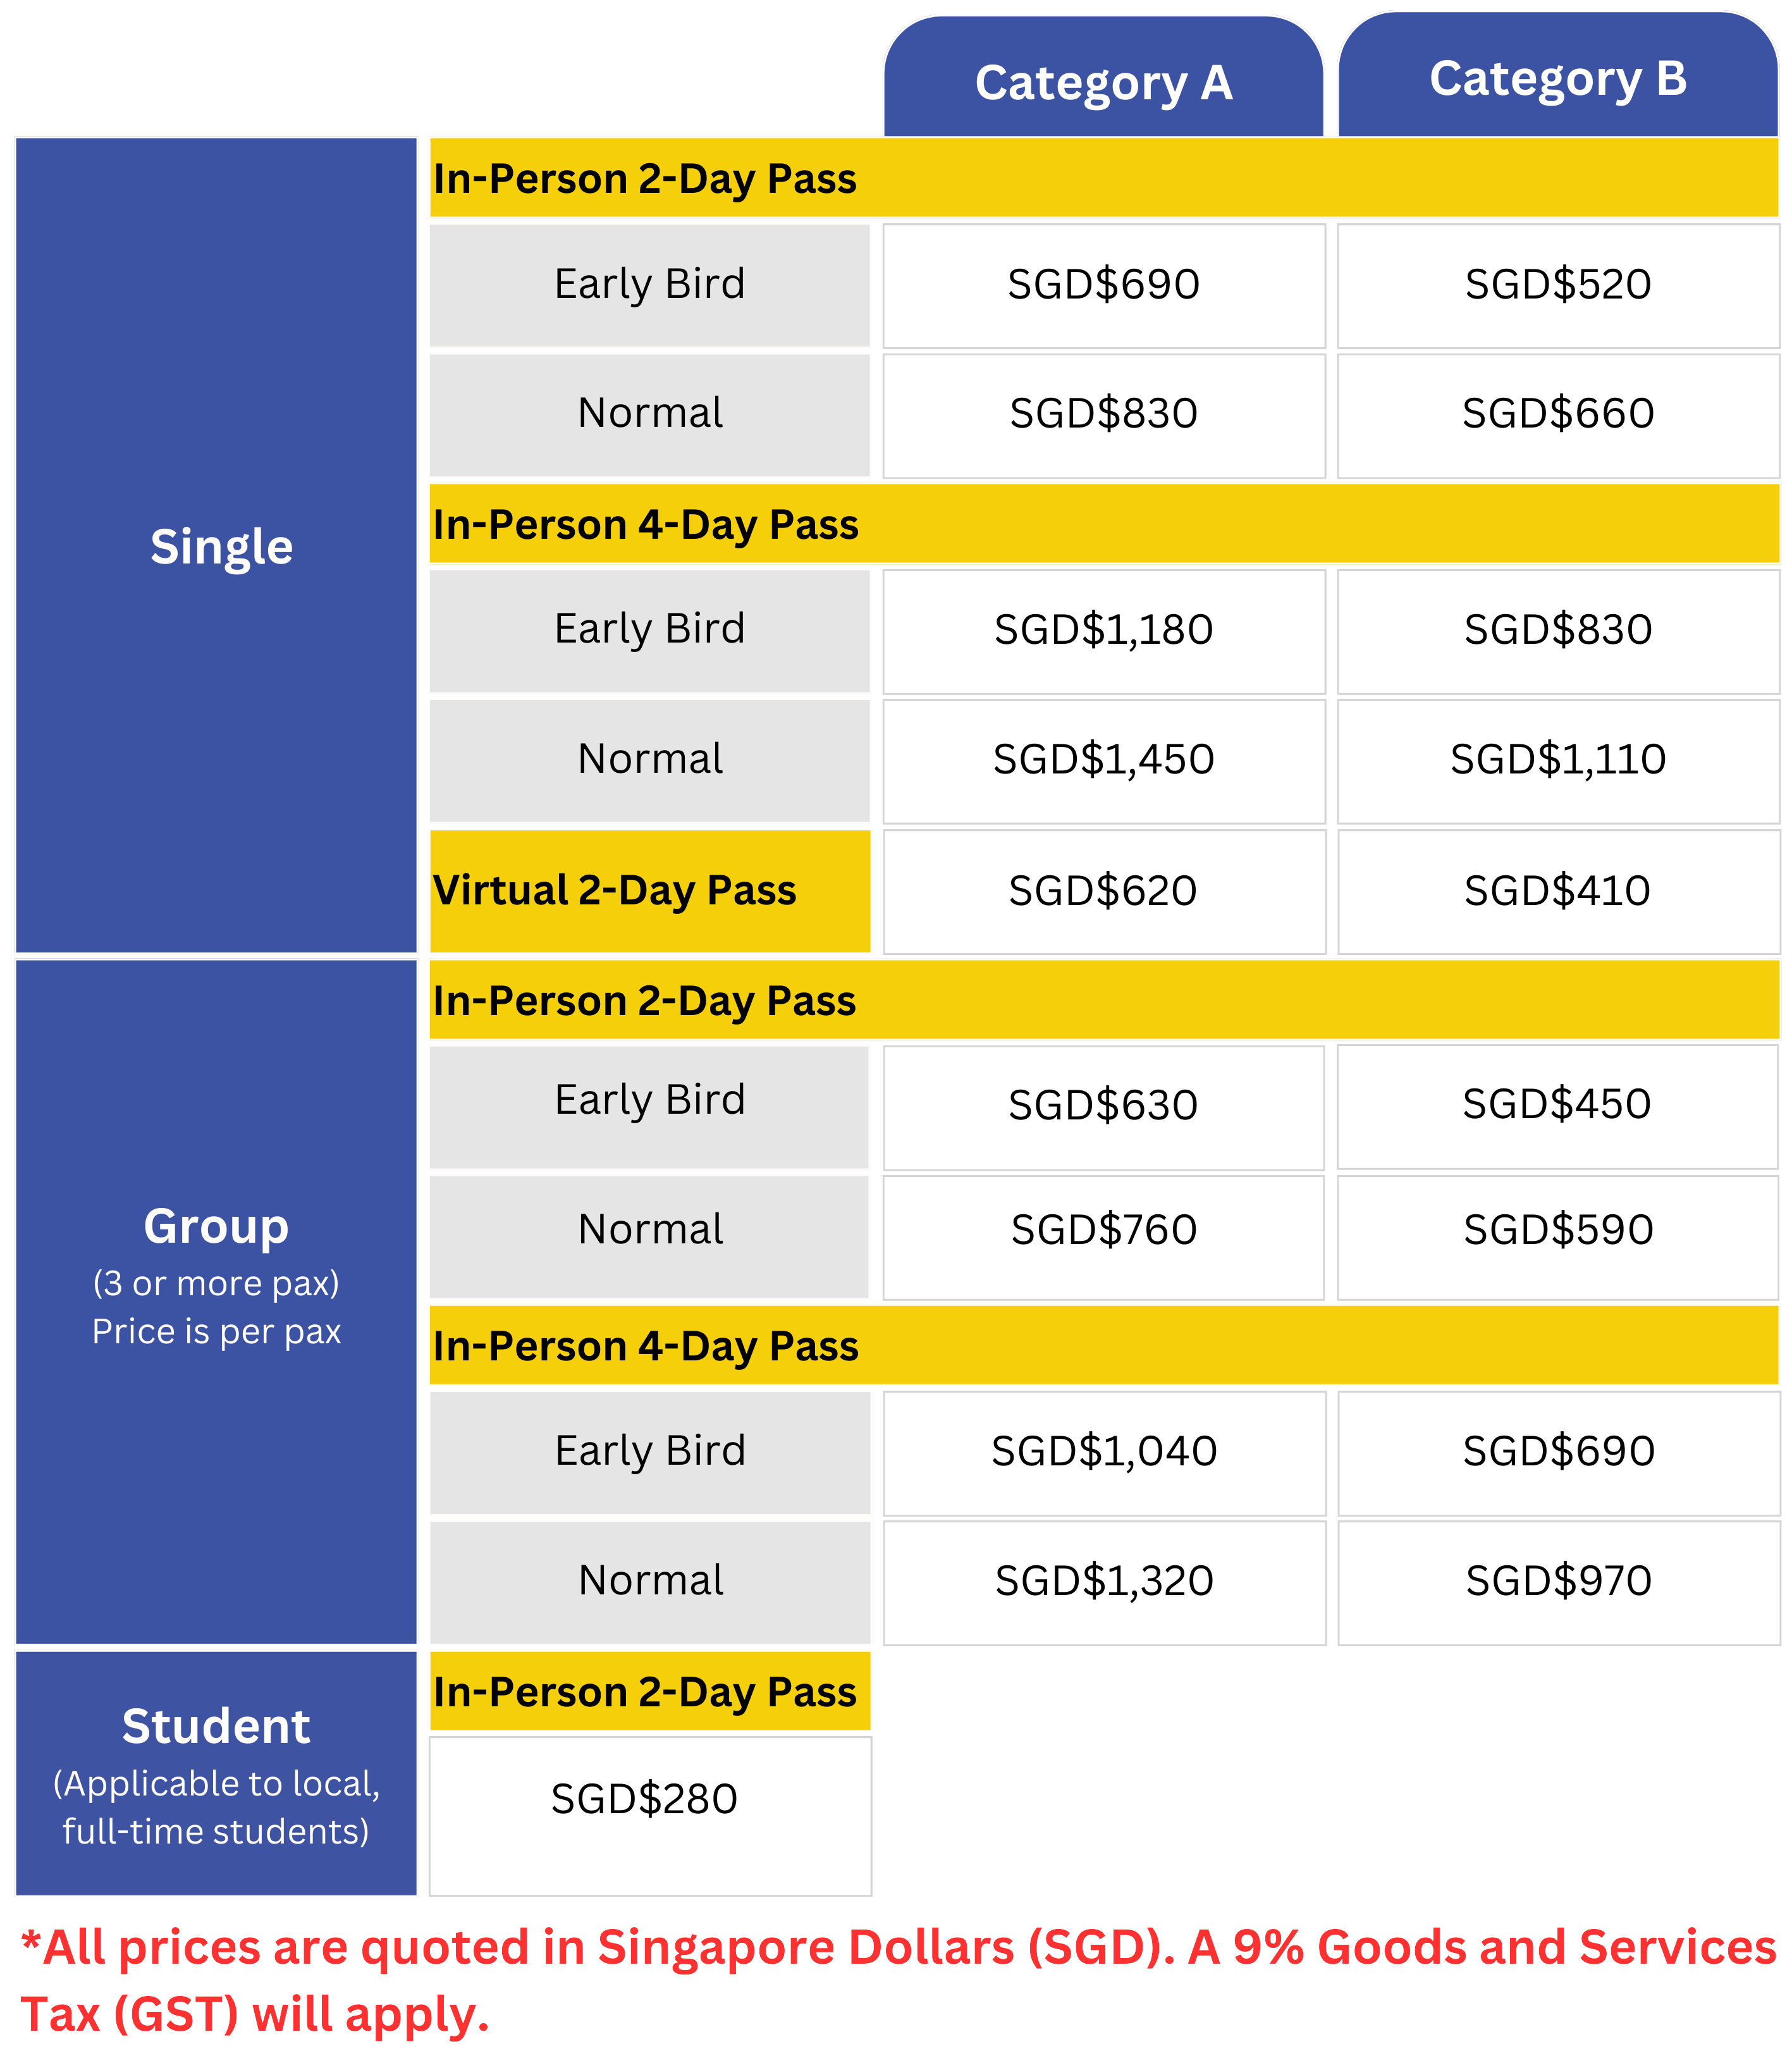 Category A
Category B
Single
In-Person 2-Day Pass
Early Bird
SGD$690
SGD$520
Normal
SGD$830
SGD$660
In-Person 4-Day Pass
Early Bird
SGD$1,180
SGD$830
Normal
SGD$1,450
SGD$1,110
Virtual 2-Day Pass
SGD$620
SGD$410
Group
(3 or more pax)
Price is per pax
In-Person 2-Day Pass
Early Bird
SGD$630
SGD$450
Normal
SGD$760
SGD$590
In-Person 4-Day Pass
Early Bird
SGD$1,040
SGD$690
Normal
SGD$1,320
SGD$970
Student
(Applicable to local,
full-time students)
In-Person 2-Day Pass
SGD$280
*All prices are quoted in Singapore Dollars (SGD). A 9% Goods and Services
Tax (GST) will apply.